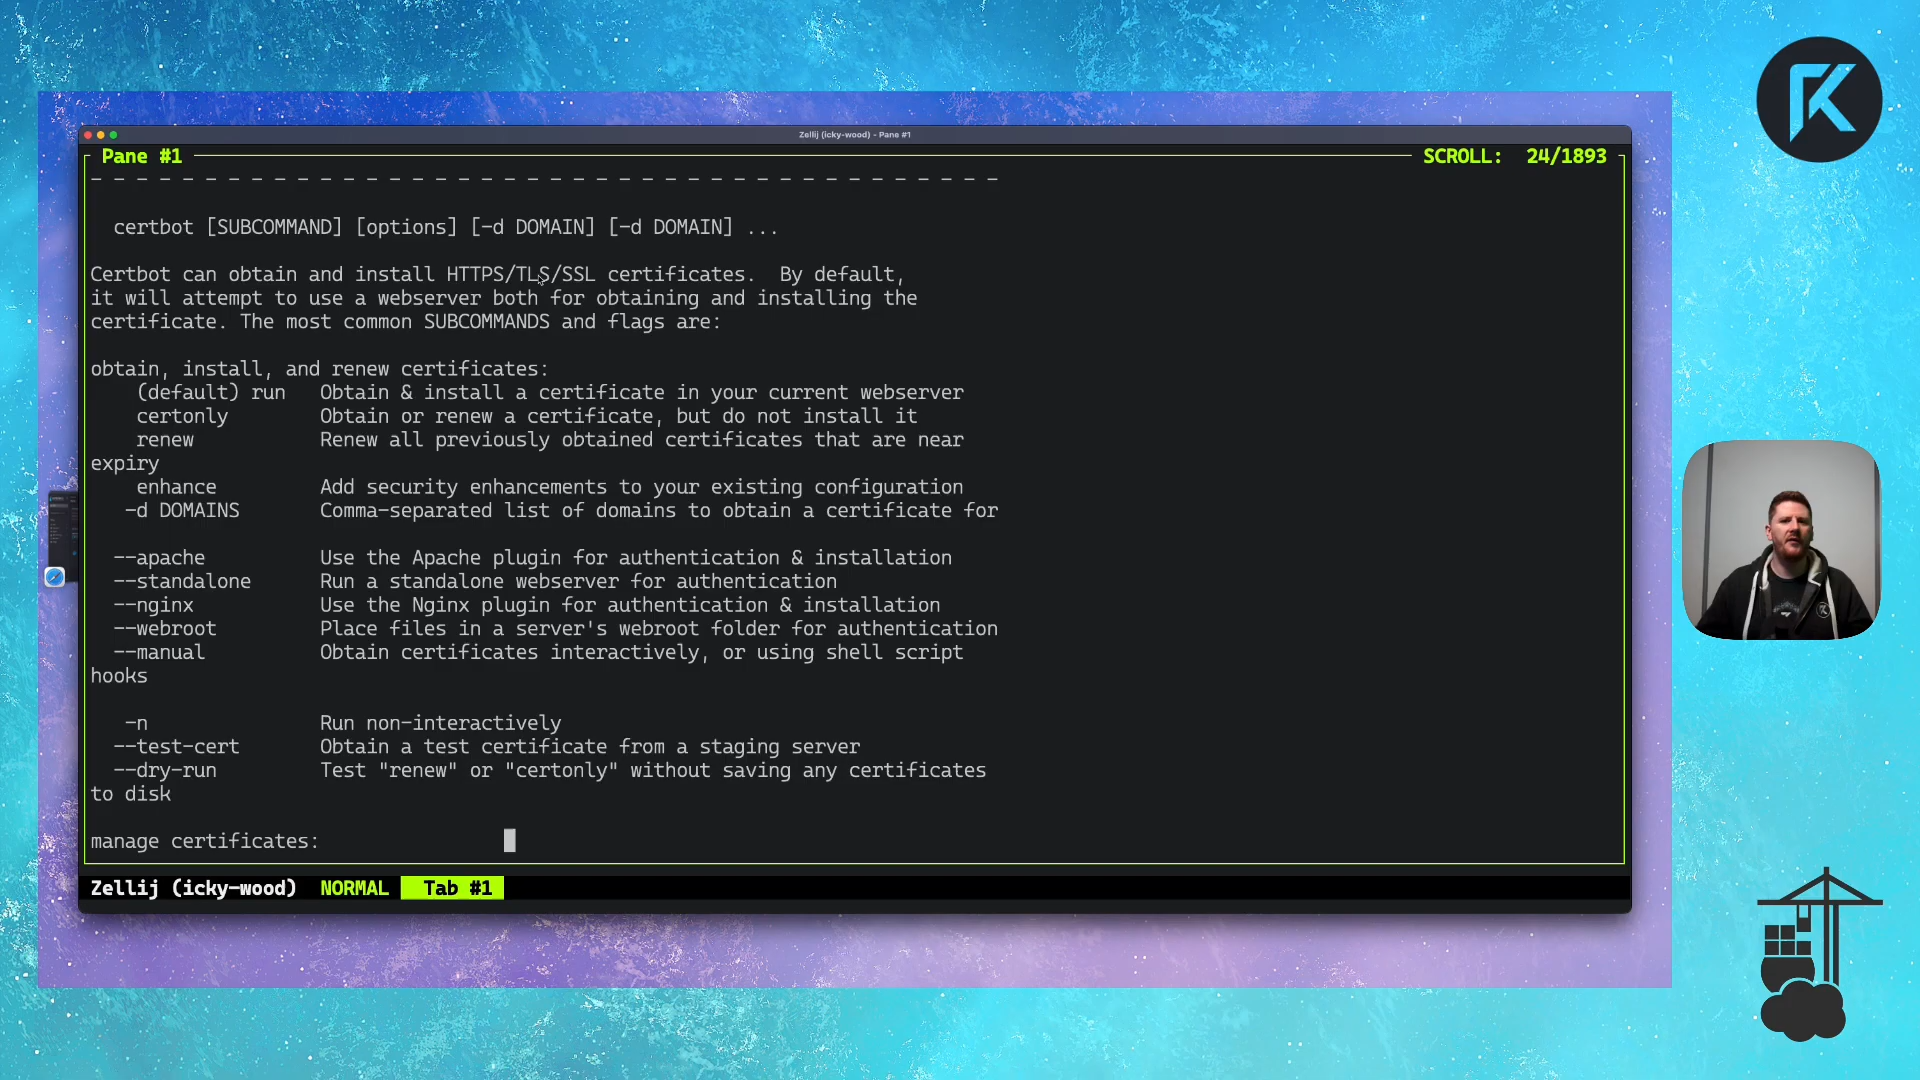 Zellij (icky-wood) - Pane #1
Pane #1 SCROLL: 24/1893
- - - - - - - - - - - - - - - - - - - - - - - - - - - - - - - - - - - - - - - -
certbot [SUBCOMMAND] [options] [-d DOMAIN] [-d DOMAIN] ...
Certbot can obtain and install HTTPS/TLS/SSL certificates.  By default,
it will attempt to use a webserver both for obtaining and installing the
certificate. The most common SUBCOMMANDS and flags are:
obtain, install, and renew certificates:
(default) run   Obtain & install a certificate in your current webserver
certonly        Obtain or renew a certificate, but do not install it
renew           Renew all previously obtained certificates that are near
expiry
enhance         Add security enhancements to your existing configuration
-d DOMAINS       Comma-separated list of domains to obtain a certificate for
--apache          Use the Apache plugin for authentication & installation
--standalone      Run a standalone webserver for authentication
--nginx           Use the Nginx plugin for authentication & installation
--webroot         Place files in a server's webroot folder for authentication
--manual          Obtain certificates interactively, or using shell script
hooks
-n               Run non-interactively
--test-cert       Obtain a test certificate from a staging server
--dry-run         Test "renew" or "certonly" without saving any certificates
to disk
manage certificates:
Zellij (icky-wood) NORMAL Tab #1